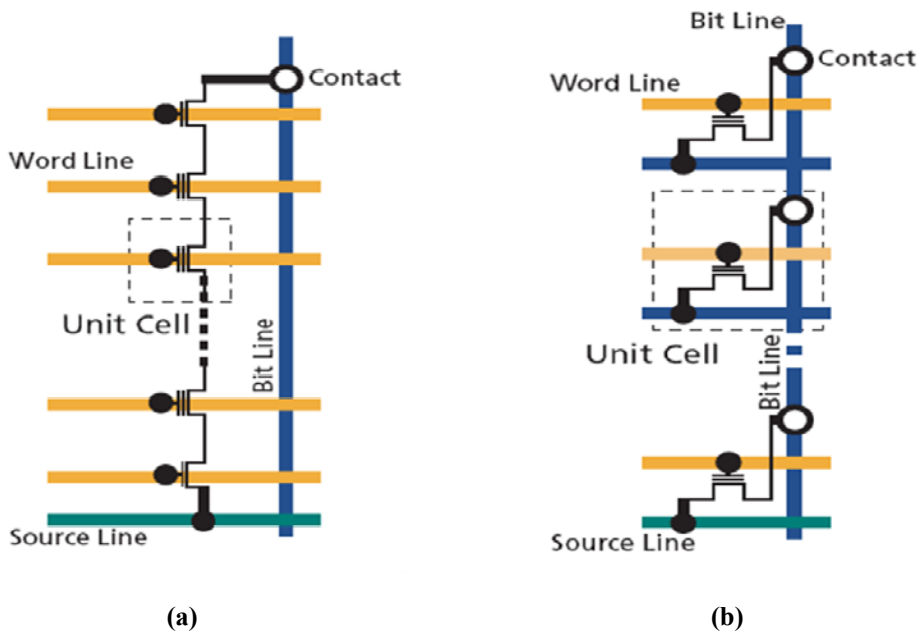 Contact
Word Line
Unit Cell
Bit Line
Source Line
(a)
Bit Line
Contact
Word Line
Unit Cell
Bit Line
Source Line
(b)